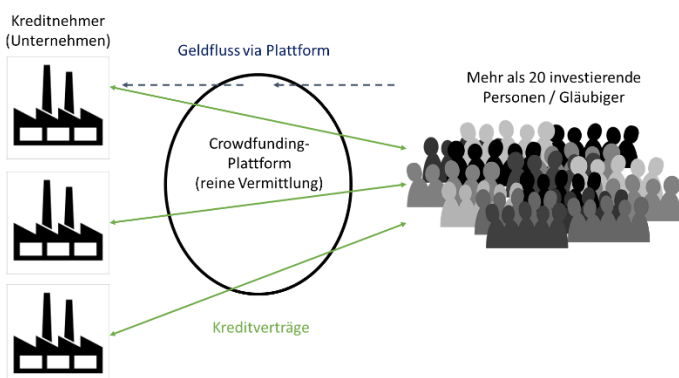 Kreditnehmer
(Unternehmen)
Geldfluss via Plattform
Mehr als 20 investierende
Personen / Gläubiger
Crowdfunding-
Plattform
(reine Vermittlung)
Kreditverträge